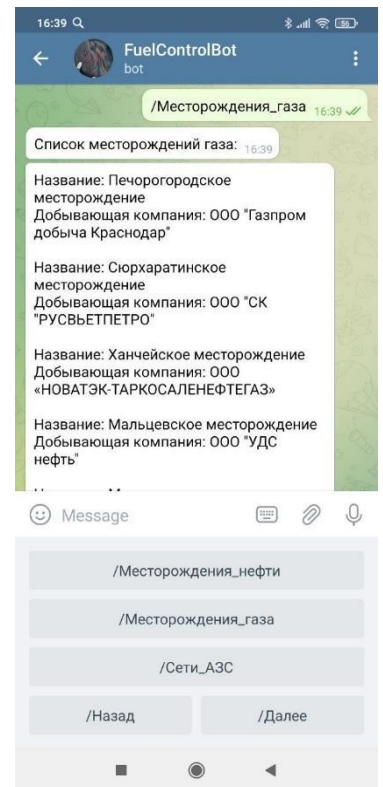 16:39
56
FuelControlBot
bot
/Месторождения_газа 16:39
Список месторождений газа: 16:39
Название: Печорогородское
месторождение
Добывающая компания: ООО "Газпром
добыча Краснодар"
Название: Сюрхаратинское
месторождение
Добывающая компания: ООО "СК
"РУСВЬЕТПЕТРО"
Название: Ханчейское месторождение
Добывающая компания: ООО
«НОВАТЭК-ТАРКОСАЛЕНЕФТЕГАЗ»
Название: Мальцевское месторождение
Добывающая компания: ООО "УДС
нефть"
Message
/Месторождения_нефти
/Месторождения_газа
/Сети_АЗС
/Назад /Далее